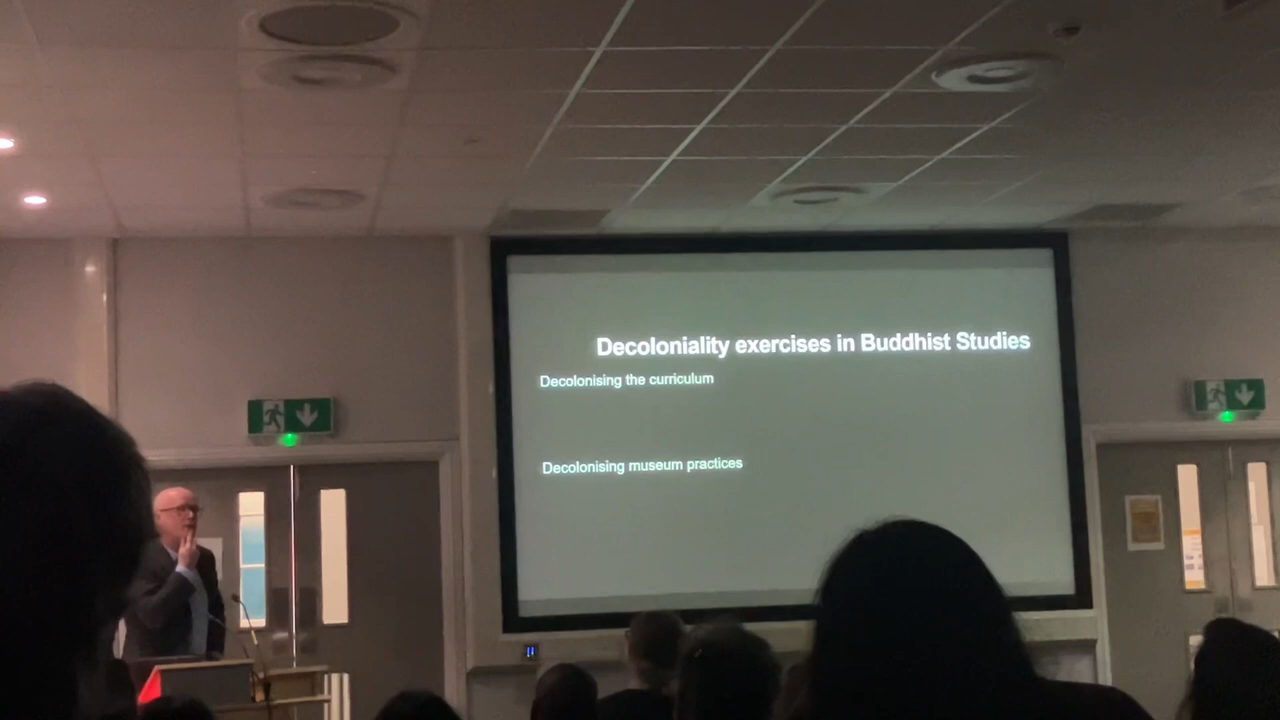 Decoloniality exercises in Buddhist Studies
Decolonising the curriculum
Decolonising museum practices